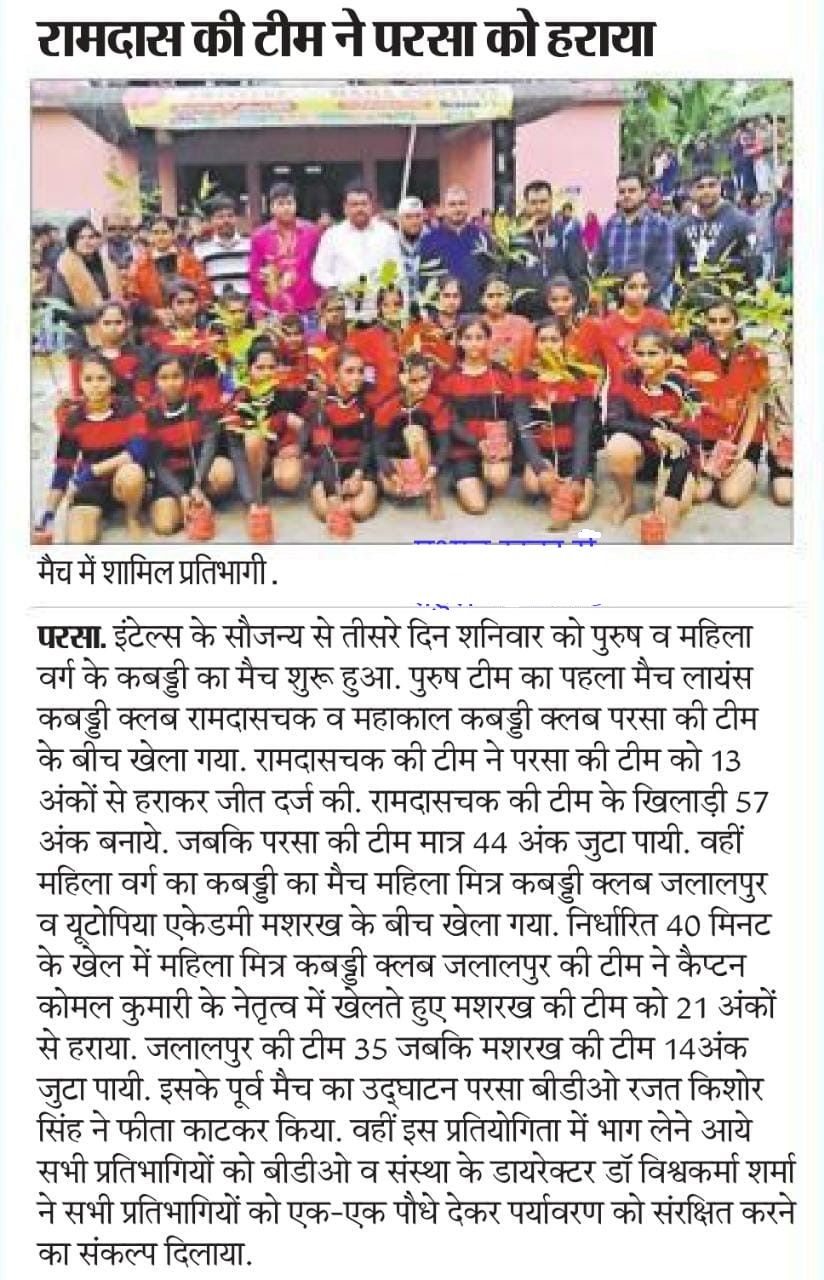 रामदास की टीम ने परसा को हराया
मैच में शामिल प्रतिभागी.
परसा. इंटेल्स के सौजन्य से तीसरे दिन शनिवार को पुरुष व महिला
वर्ग के कबड्डी का मैच शुरू हुआ. पुरुष टीम का पहला मैच लायंस
कबड्डी क्लब रामदासचक व महाकाल कबड्डी क्लब परसा की टीम
के बीच खेला गया. रामदासचक की टीम ने परसा की टीम को 13
अंकों से हराकर जीत दर्ज की. रामदासचक की टीम के खिलाड़ी 57
अंक बनाये. जबकि परसा की टीम मात्र 44 अंक जुटा पायी. वहीं
महिला वर्ग का कबड्डी का मैच महिला मित्र कबड्डी क्लब जलालपुर
व यूटोपिया एकेडमी मशरख के बीच खेला गया. निर्धारित 40 मिनट
के खेल में महिला मित्र कबड्डी क्लब जलालपुर की टीम ने कैप्टन
कोमल कुमारी के नेतृत्व में खेलते हुए मशरख की टीम को 21 अंकों
से हराया. जलालपुर की टीम 35 जबकि मशरख की टीम 14अंक
जुटा पायी. इसके पूर्व मैच का उद्घाटन परसा बीडीओ रजत किशोर
सिंह ने फीता काटकर किया. वहीं इस प्रतियोगिता में भाग लेने आये
सभी प्रतिभागियों को बीडीओ व संस्था के डायरेक्टर डॉ विश्वकर्मा शर्मा
ने सभी प्रतिभागियों को एक-एक पौधे देकर पर्यावरण को संरक्षित करने
का संकल्प दिलाया.